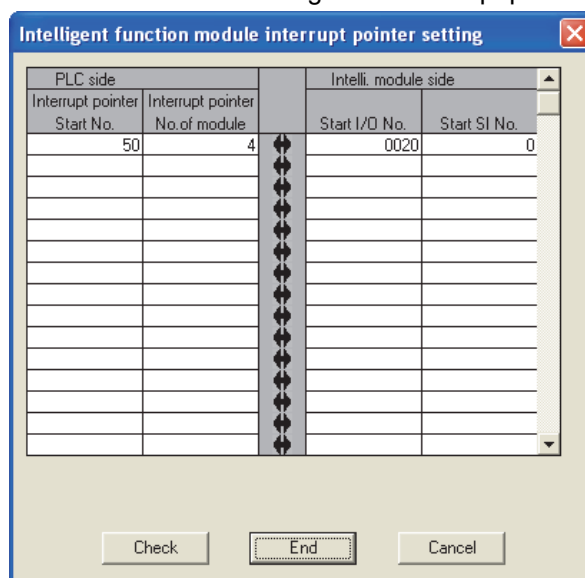 Intelligent function module interrupt pointer setting
PLC side Intelli. module side
Interrupt pointer Interrupt pointer
Start No. No.of module Start I/O No. Start SI No.
50 4 0020 0
Check End Cancel